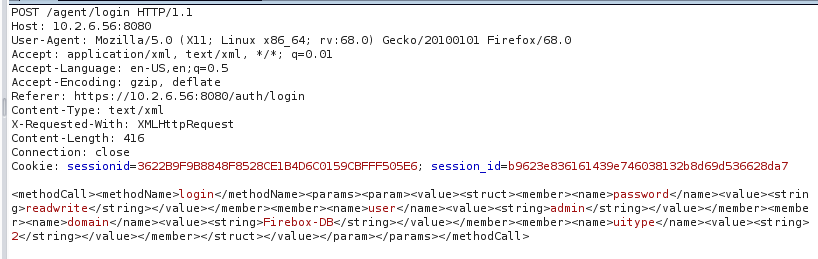 POST /agent/login HTTP/1.1
Host: 10.2.6.56:8080
User-Agent: Mozilla/5.0 (X11; Linux x86_64; rv:68.0) Gecko/20100101 Firefox/68.0
Accept: application/xml, text/xml, */*; q=0.01
Accept-Language: en-US,en;q=0.5
Accept-Encoding: gzip, deflate
Referer: https://10.2.6.56:8080/auth/login
Content-Type: text/xml
X-Requested-With: XMLHttpRequest
Content-Length: 416
Connection: close
Cookie: sessionid=3622B9F9B8848F8528CE1B4D6C0159CBFFF505E6; session_id=b9623e836161439e746038132b8d69d536628da7
<methodCall><methodName>login</methodName><params><param><value><struct><member><name>password</name><value><strin
g>readwrite</string></value></member><member><name>user</name><value><string>admin</string></value></member><membe
r><name>domain</name><value><string>Firebox-DB</string></value></member><member><name>uitype</name><value><string>
2</string></value></member></struct></value></param></params></methodCall>